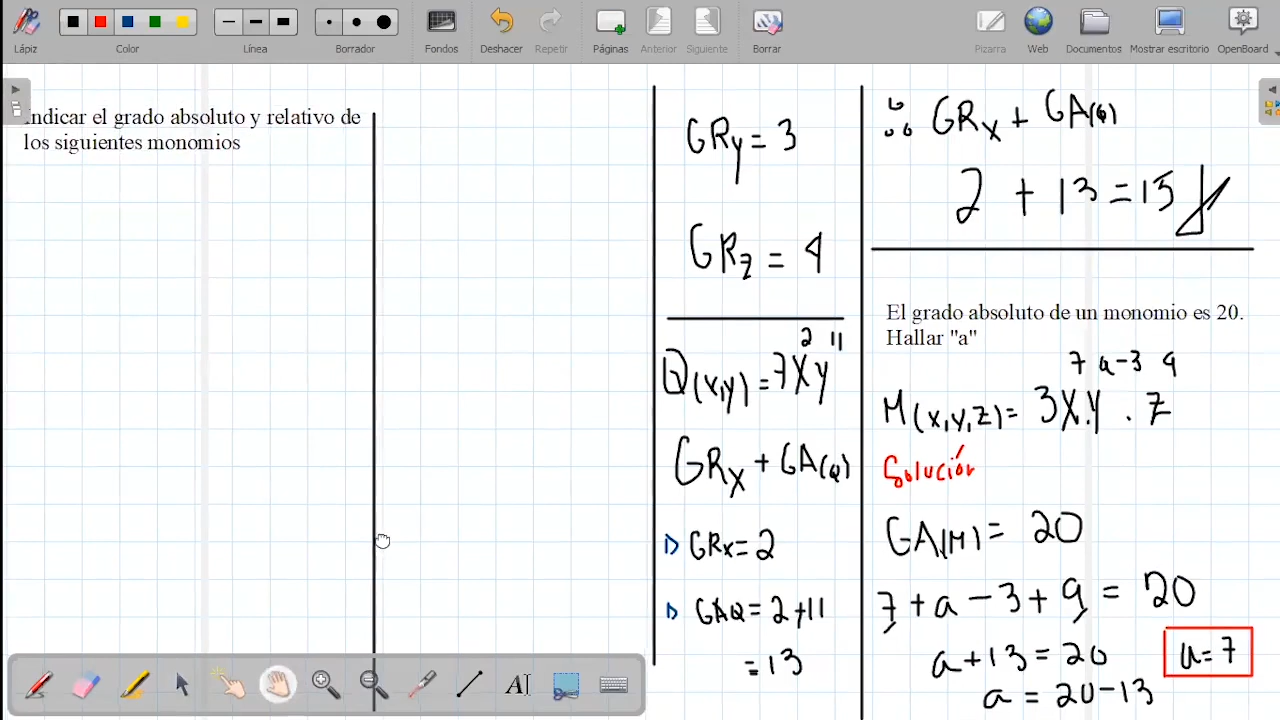 Lápiz
Color
Línea
Borrador
Fondos
Deshacer
Repetir
Páginas
Anterior
Siguiente
Borrar
Pizarra
Web
Documentos
Mostrar escritorio
OpenBoard
Indicar el grado absoluto y relativo de
los siguientes monomios
GRy = 3
GRz = 4
Q(x,y) = 7x²y¹¹
GRx + GA(Q)
▷ GRx = 2
▷ GAQ = 2+11
= 13
∴ GRx + GA(Q)
2 + 13 = 15
El grado absoluto de un monomio es 20.
Hallar "a"
M(x,y,z) = 3x⁷.yᵃ⁻³.z⁹
Solución
GA(M) = 20
7 + a - 3 + 9 = 20
a + 13 = 20
a = 7
a = 20-13
AI